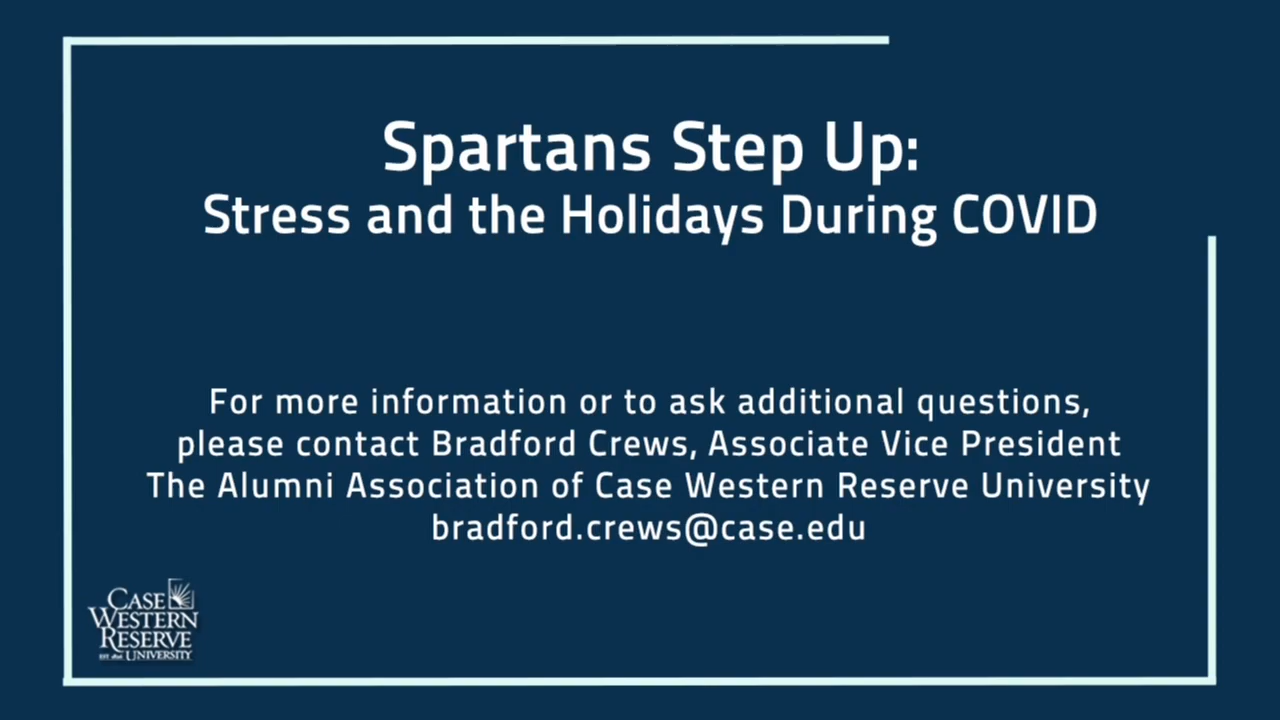 Spartans Step Up:
Stress and the Holidays During COVID
For more information or to ask additional questions,
please contact Bradford Crews, Associate Vice President
The Alumni Association of Case Western Reserve University
bradford.crews@case.edu
CASE
WESTERN
RESERVE
UNIVERSITY